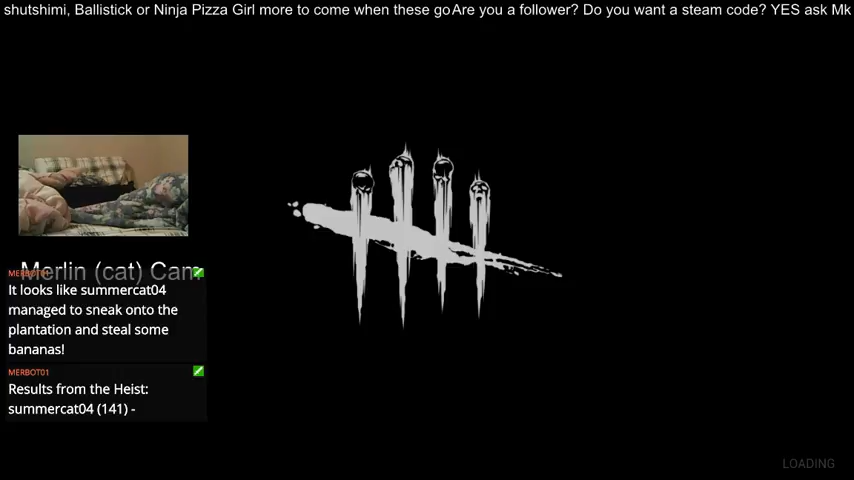 shutshimi, Ballistick or Ninja Pizza Girl more to come when these goAre you a follower? Do you want a steam code? YES ask Mk
Merlin (cat) Cam
MERBOT01
It looks like summercat04
managed to sneak onto the
plantation and steal some
bananas!
MERBOT01
Results from the Heist:
summercat04 (141) -
LOADING